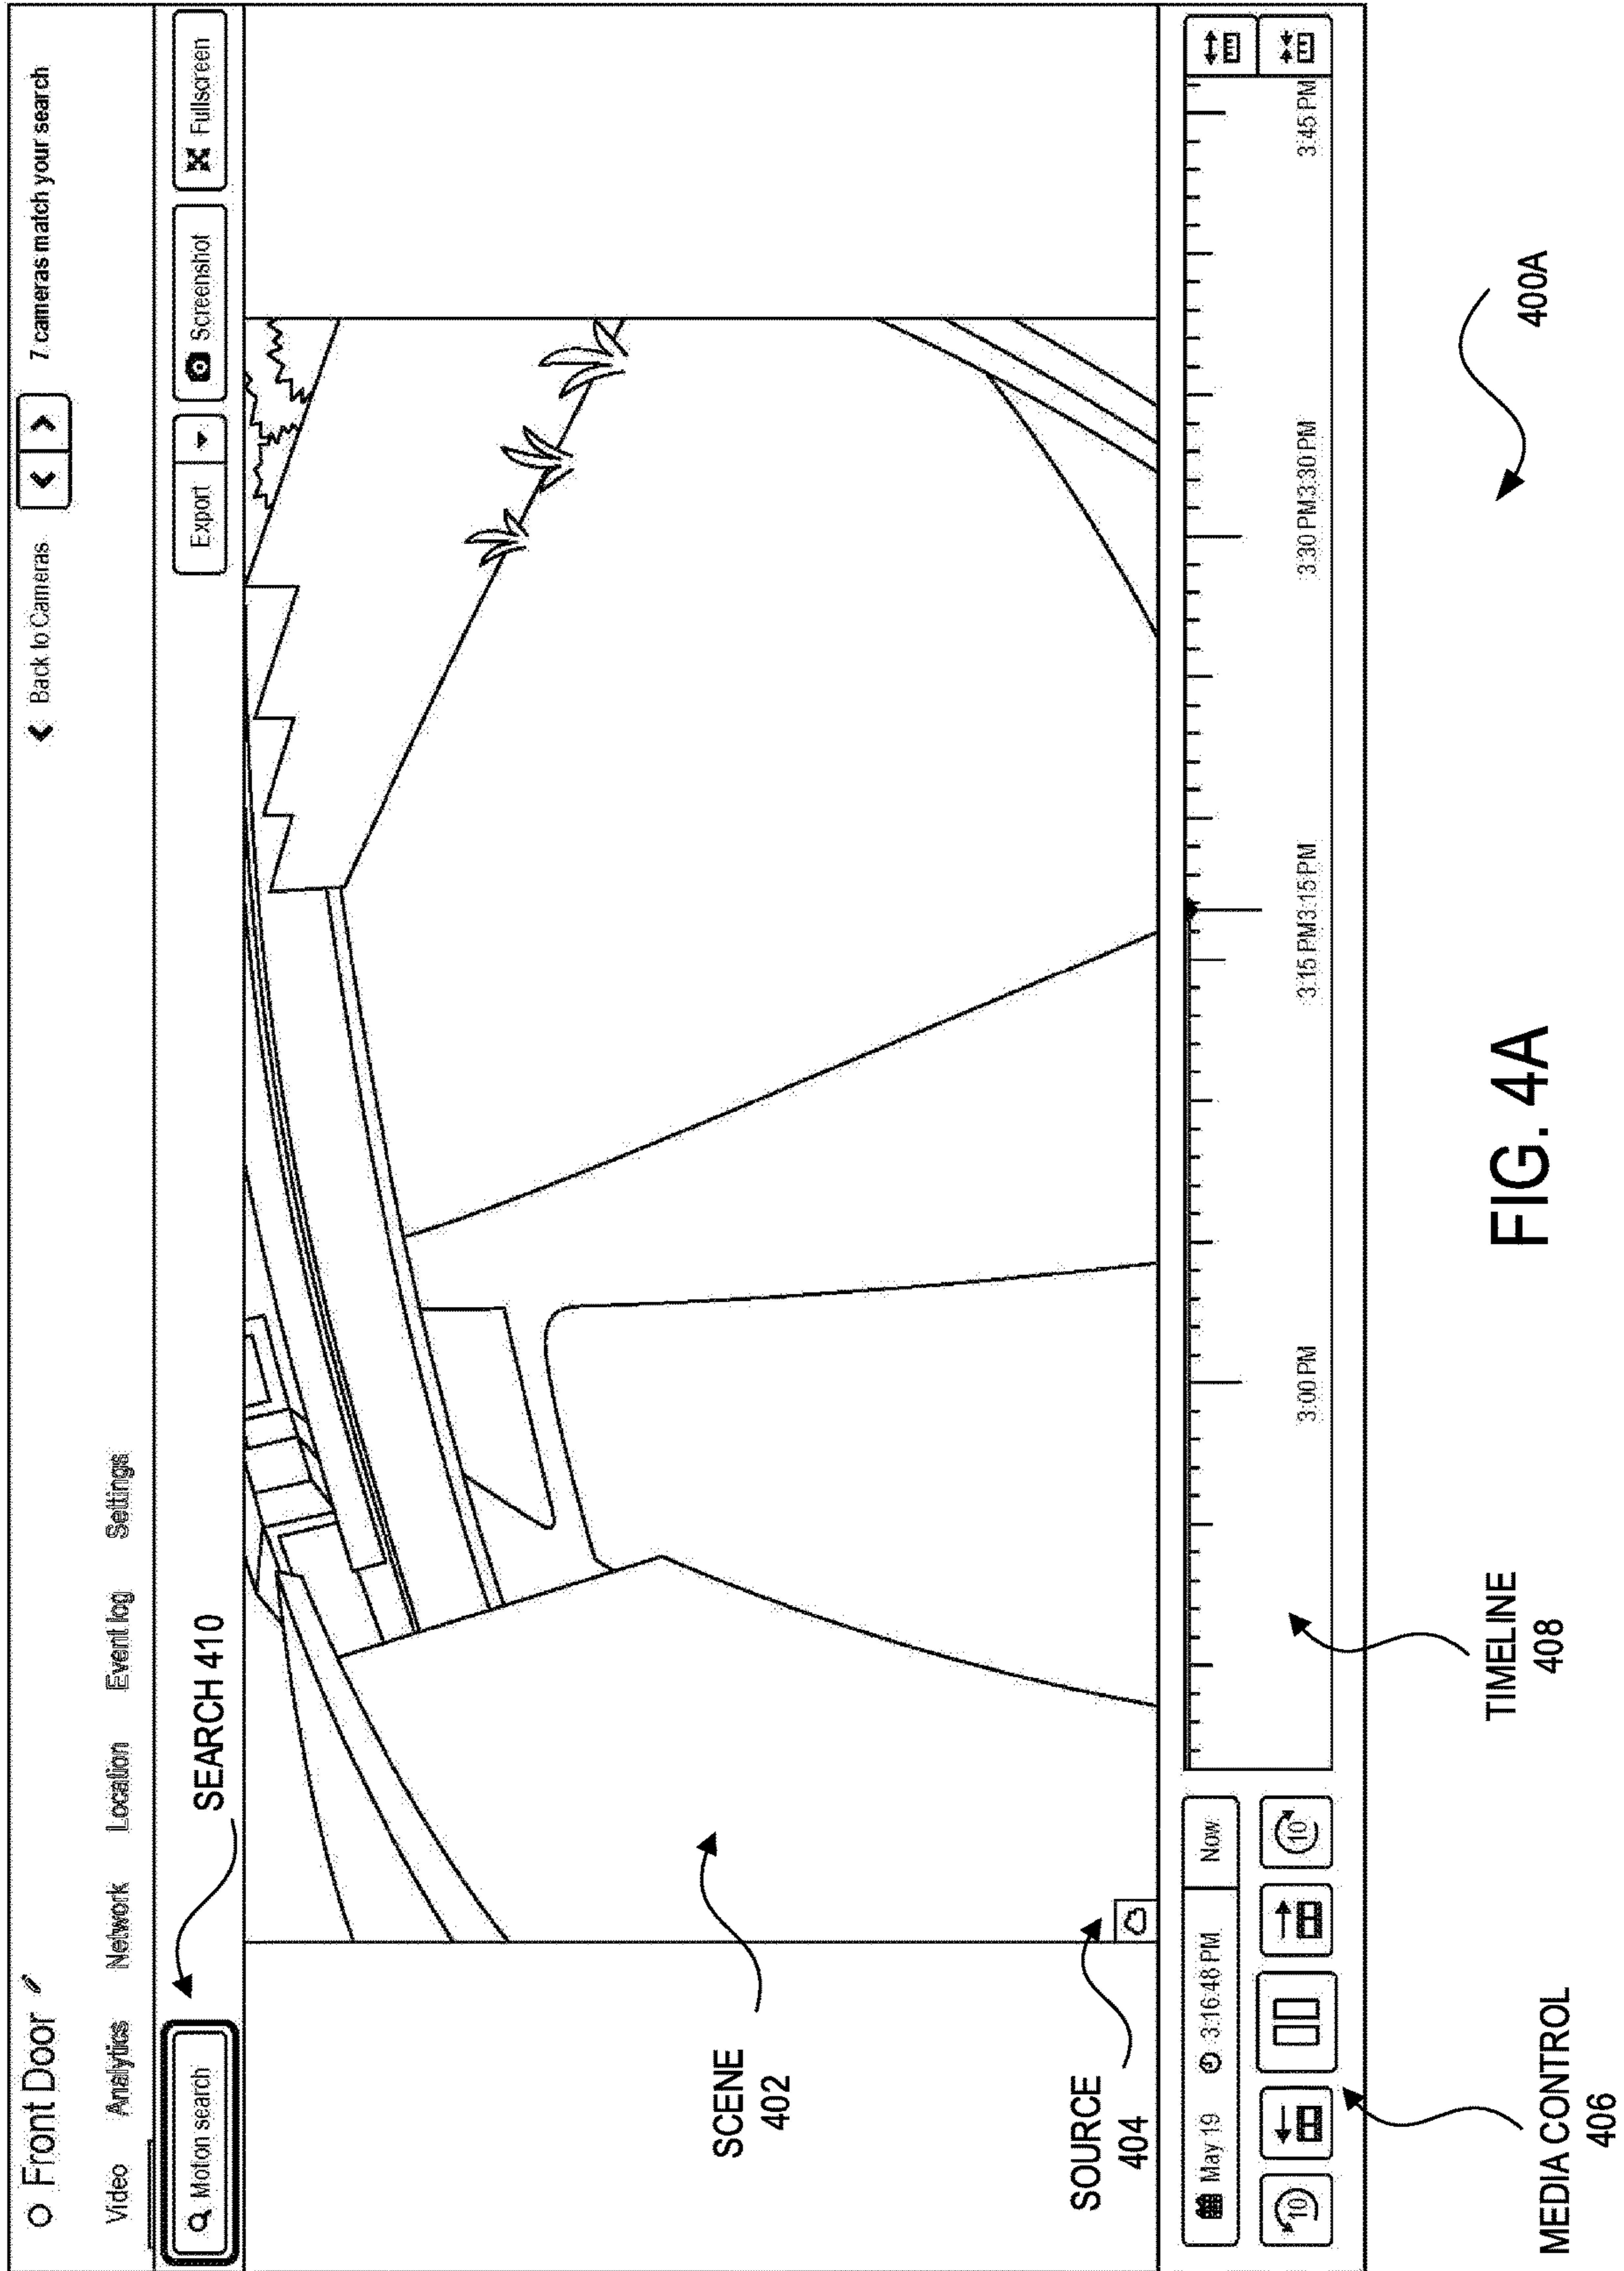 Front Door
Back to Cameras
7 cameras match your search
Video Analytics Network Location Event log Settings
SEARCH 410
Motion search
Export
Screenshot
Fullscreen
SCENE
402
SOURCE
404
May 19 3:16:48 PM Now
10
10
3:00 PM
3:15 PM3:15 PM
3:30 PM3:30 PM
3:45 PM
MEDIA CONTROL
406
TIMELINE
408
400A
FIG. 4A